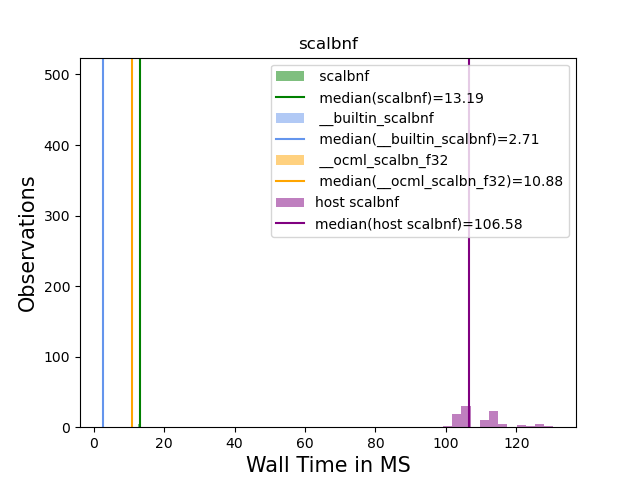 scalbnf
500
400
300
200
100
0
Observations
scalbnf
median(scalbnf)=13.19
__builtin_scalbnf
median(__builtin_scalbnf)=2.71
__ocml_scalbn_f32
median(__ocml_scalbn_f32)=10.88
host scalbnf
median(host scalbnf)=106.58
0 20 40 60 80 100 120
Wall Time in MS